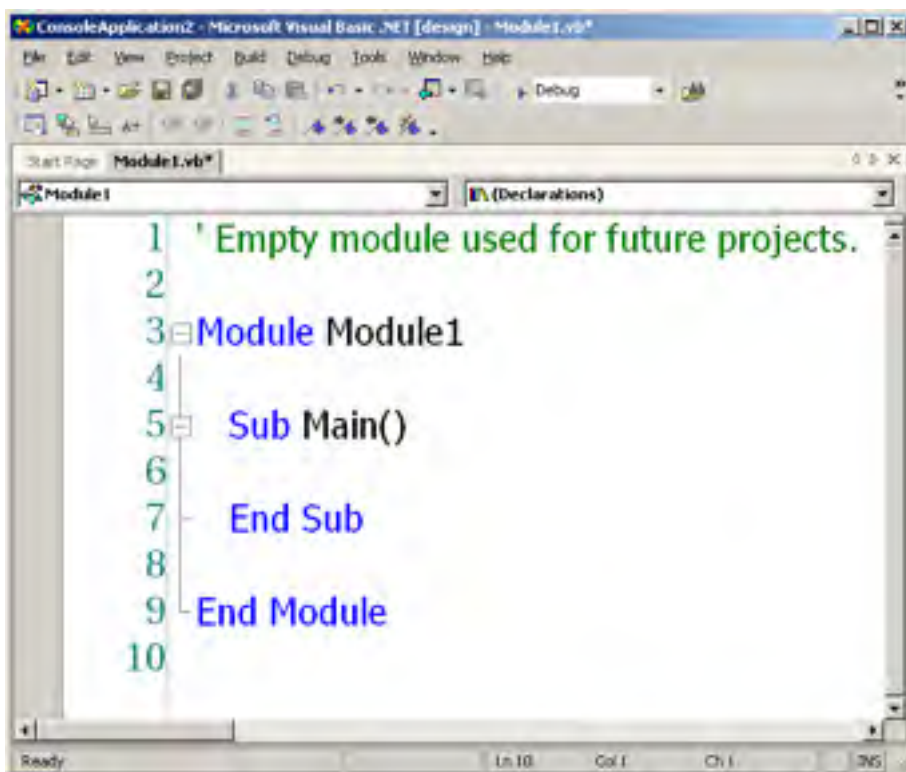 ConsoleApplication2 - Microsoft Visual Basic .NET [design] - Module1.vb*
File Edit View Project Build Debug Tools Window Help
Debug
Start Page Module1.vb*
Module1 (Declarations)
1 ' Empty module used for future projects.
2
3 Module Module1
4
5 Sub Main()
6
7 End Sub
8
9 End Module
10
Ready Ln 10 Col 1 Ch 1 INS